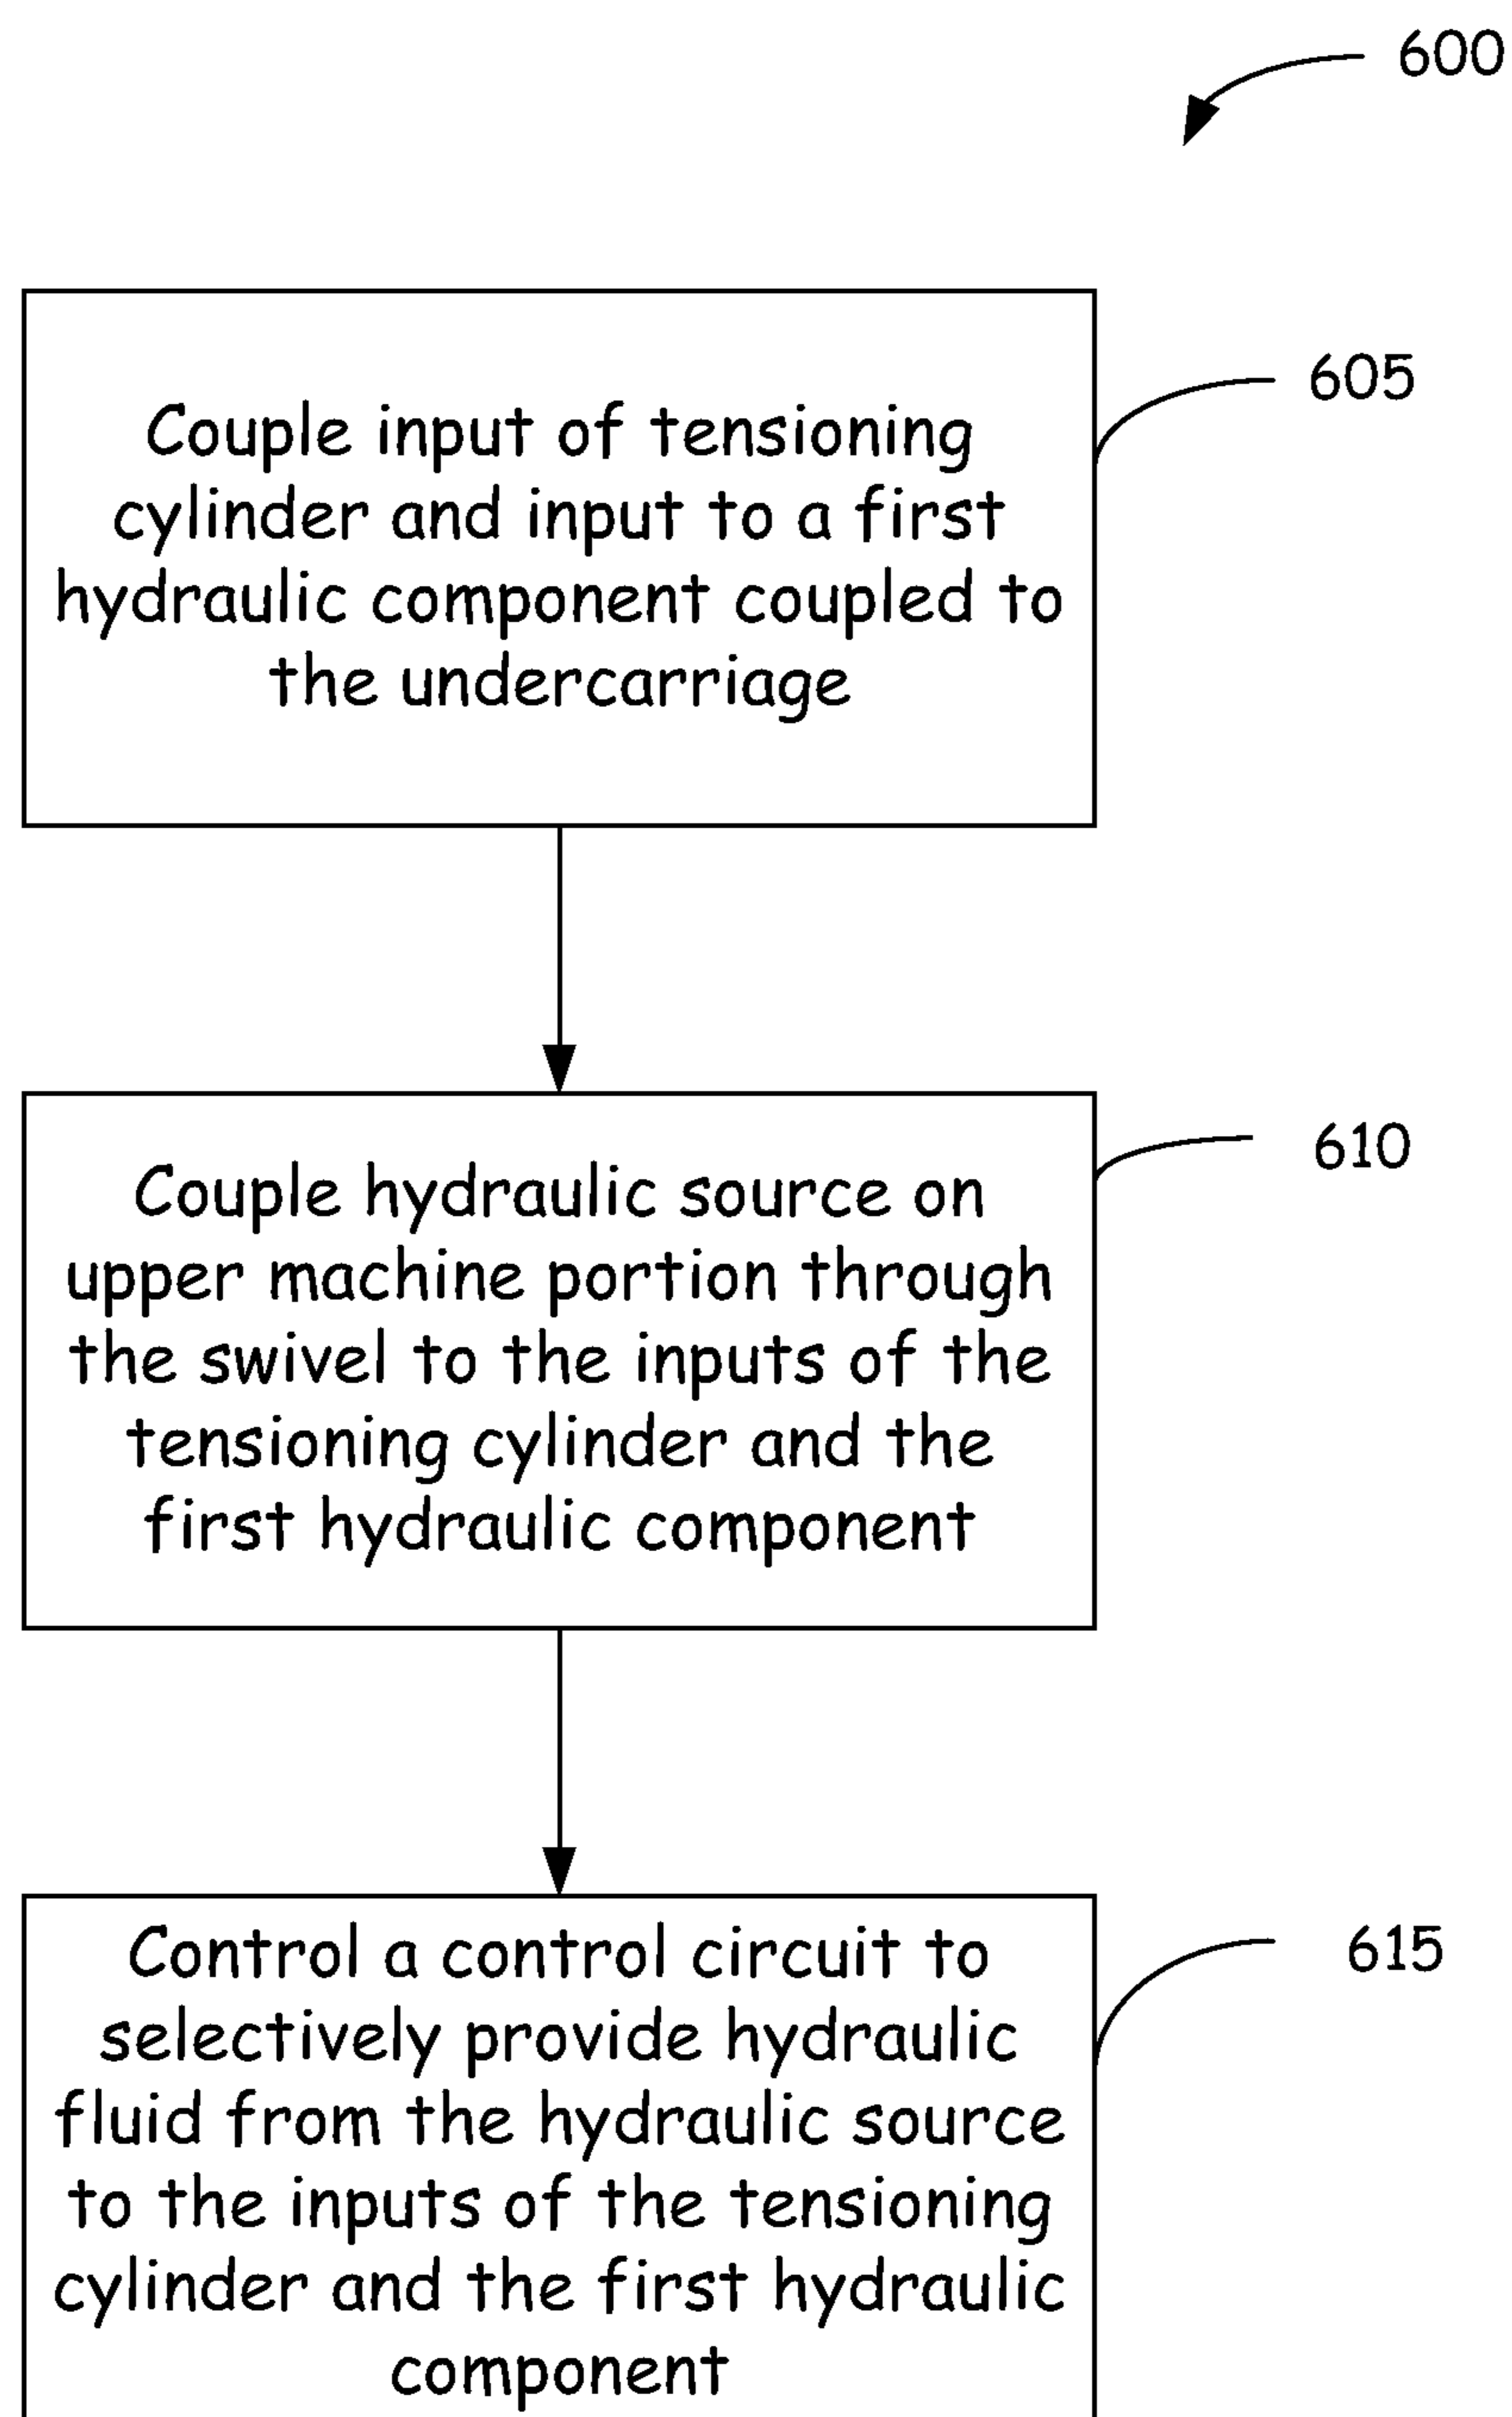 600
605
Couple input of tensioning
cylinder and input to a first
hydraulic component coupled to
the undercarriage
610
Couple hydraulic source on
upper machine portion through
the swivel to the inputs of the
tensioning cylinder and the
first hydraulic component
615
Control a control circuit to
selectively provide hydraulic
fluid from the hydraulic source
to the inputs of the tensioning
cylinder and the first hydraulic
component